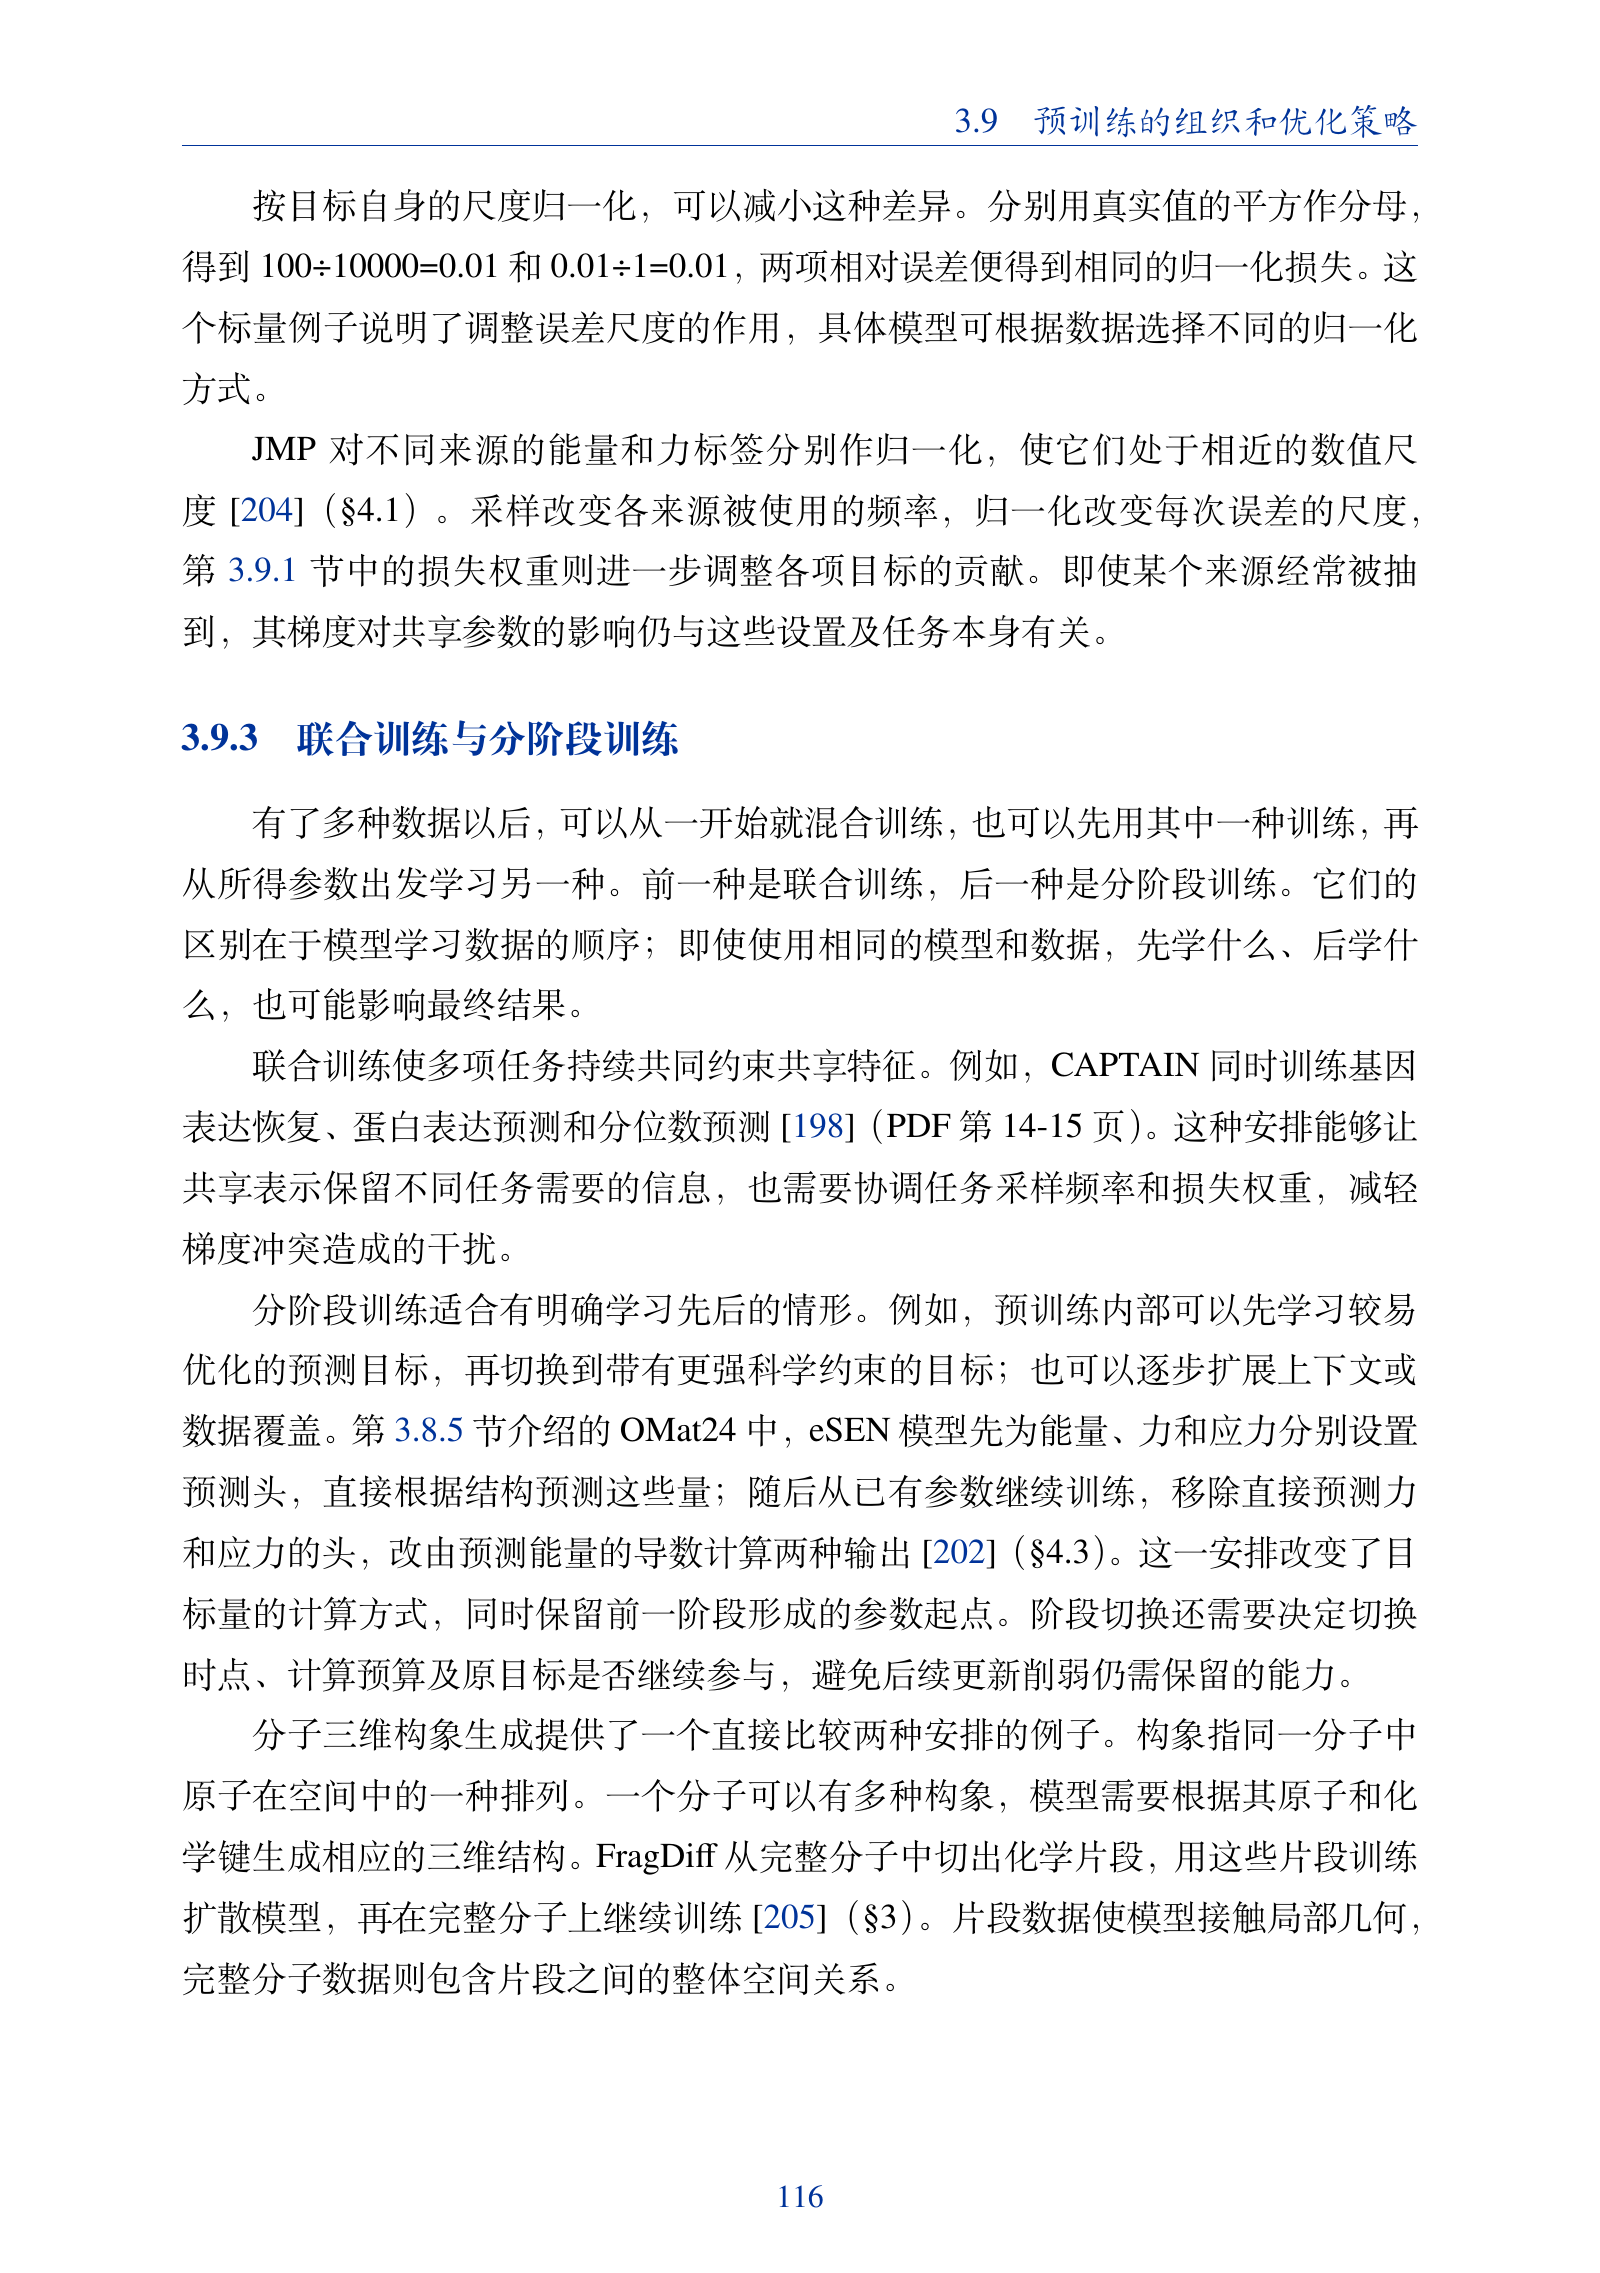 3.9 预训练的组织和优化策略
按目标自身的尺度归一化，可以减小这种差异。分别用真实值的平方作分母，
得到 100÷10000=0.01 和 0.01÷1=0.01，两项相对误差便得到相同的归一化损失。这
个标量例子说明了调整误差尺度的作用，具体模型可根据数据选择不同的归一化
方式。
JMP 对不同来源的能量和力标签分别作归一化，使它们处于相近的数值尺
度 [204]（§4.1）。采样改变各来源被使用的频率，归一化改变每次误差的尺度，
第 3.9.1 节中的损失权重则进一步调整各项目标的贡献。即使某个来源经常被抽
到，其梯度对共享参数的影响仍与这些设置及任务本身有关。
3.9.3 联合训练与分阶段训练
有了多种数据以后，可以从一开始就混合训练，也可以先用其中一种训练，再
从所得参数出发学习另一种。前一种是联合训练，后一种是分阶段训练。它们的
区别在于模型学习数据的顺序；即使使用相同的模型和数据，先学什么、后学什
么，也可能影响最终结果。
联合训练使多项任务持续共同约束共享特征。例如，CAPTAIN 同时训练基因
表达恢复、蛋白表达预测和分位数预测 [198]（PDF 第 14-15 页）。这种安排能够让
共享表示保留不同任务需要的信息，也需要协调任务采样频率和损失权重，减轻
梯度冲突造成的干扰。
分阶段训练适合有明确学习先后的情形。例如，预训练内部可以先学习较易
优化的预测目标，再切换到带有更强科学约束的目标；也可以逐步扩展上下文或
数据覆盖。第 3.8.5 节介绍的 OMat24 中，eSEN 模型先为能量、力和应力分别设置
预测头，直接根据结构预测这些量；随后从已有参数继续训练，移除直接预测力
和应力的头，改由预测能量的导数计算两种输出 [202]（§4.3）。这一安排改变了目
标量的计算方式，同时保留前一阶段形成的参数起点。阶段切换还需要决定切换
时点、计算预算及原目标是否继续参与，避免后续更新削弱仍需保留的能力。
分子三维构象生成提供了一个直接比较两种安排的例子。构象指同一分子中
原子在空间中的一种排列。一个分子可以有多种构象，模型需要根据其原子和化
学键生成相应的三维结构。FragDiff 从完整分子中切出化学片段，用这些片段训练
扩散模型，再在完整分子上继续训练 [205]（§3）。片段数据使模型接触局部几何，
完整分子数据则包含片段之间的整体空间关系。
116